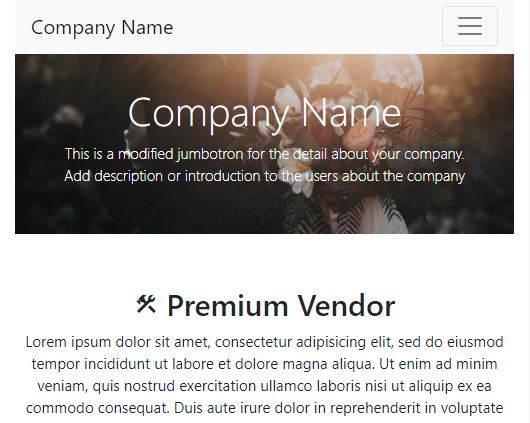 Company Name
Company Name
This is a modified jumbotron for the detail about your company.
Add description or introduction to the users about the company
Premium Vendor
Lorem ipsum dolor sit amet, consectetur adipisicing elit, sed do eiusmod
tempor incididunt ut labore et dolore magna aliqua. Ut enim ad minim
veniam, quis nostrud exercitation ullamco laboris nisi ut aliquip ex ea
commodo consequat. Duis aute irure dolor in reprehenderit in voluptate